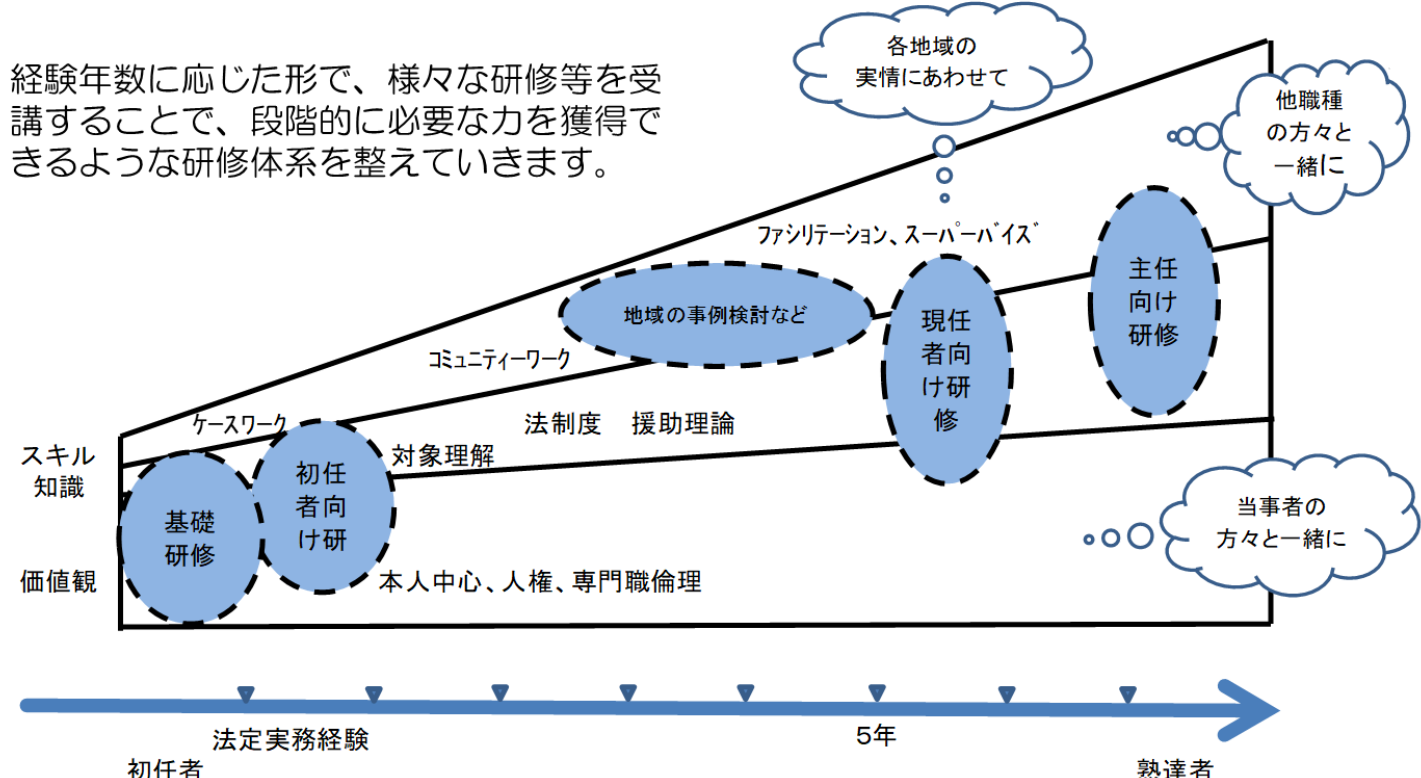 経験年数に応じた形で、様々な研修等を受
講することで、段階的に必要な力を獲得で
きるような研修体系を整えていきます。
各地域の
実情にあわせて
他職種
の方々と
一緒に
ﾌｧｼﾘﾃｰｼｮﾝ、ｽｰﾊﾟｰﾊﾞｲｽﾞ
主任
向け
研修
地域の事例検討など
現任
者向
け研
修
ｺﾐｭﾆﾃｨｰﾜｰｸ
ｹｰｽﾜｰｸ
法制度　援助理論
対象理解
スキル
知識
初任
者向
け研
基礎
研修
当事者の
方々と一緒に
価値観
本人中心、人権、専門職倫理
法定実務経験
5年
初任者
熟達者